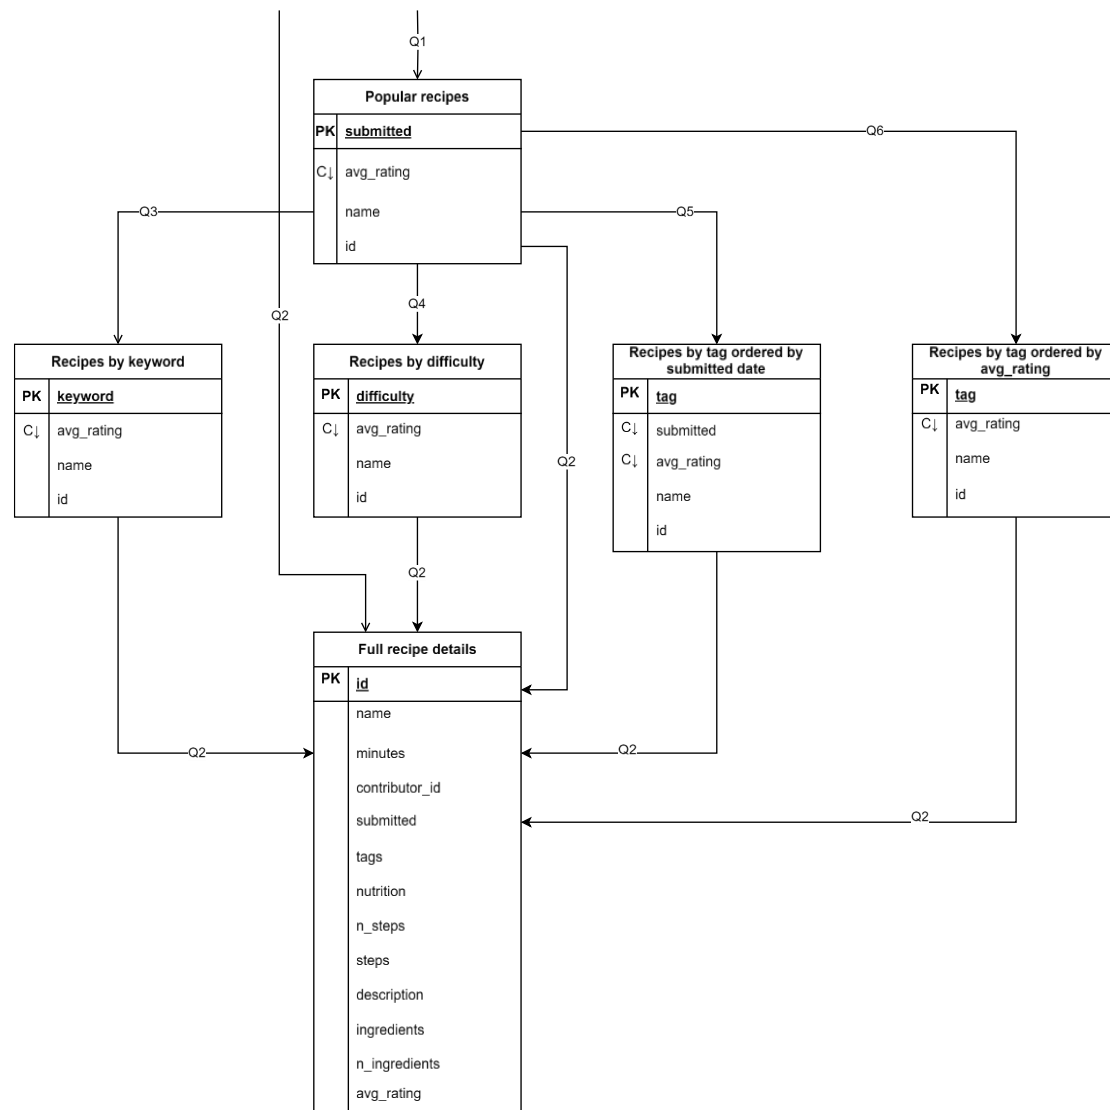 Q1
Popular recipes
PK submitted
C↓ avg_rating
name
id
Q6
Q3
Q5
Q2
Q4
Q2
Recipes by keyword
PK keyword
C↓ avg_rating
name
id
Recipes by difficulty
PK difficulty
C↓ avg_rating
name
id
Recipes by tag ordered by
submitted date
PK tag
C↓ submitted
C↓ avg_rating
name
id
Recipes by tag ordered by
avg_rating
PK tag
C↓ avg_rating
name
id
Q2
Q2
Q2
Q2
Full recipe details
PK id
name
minutes
contributor_id
submitted
tags
nutrition
n_steps
steps
description
ingredients
n_ingredients
avg_rating